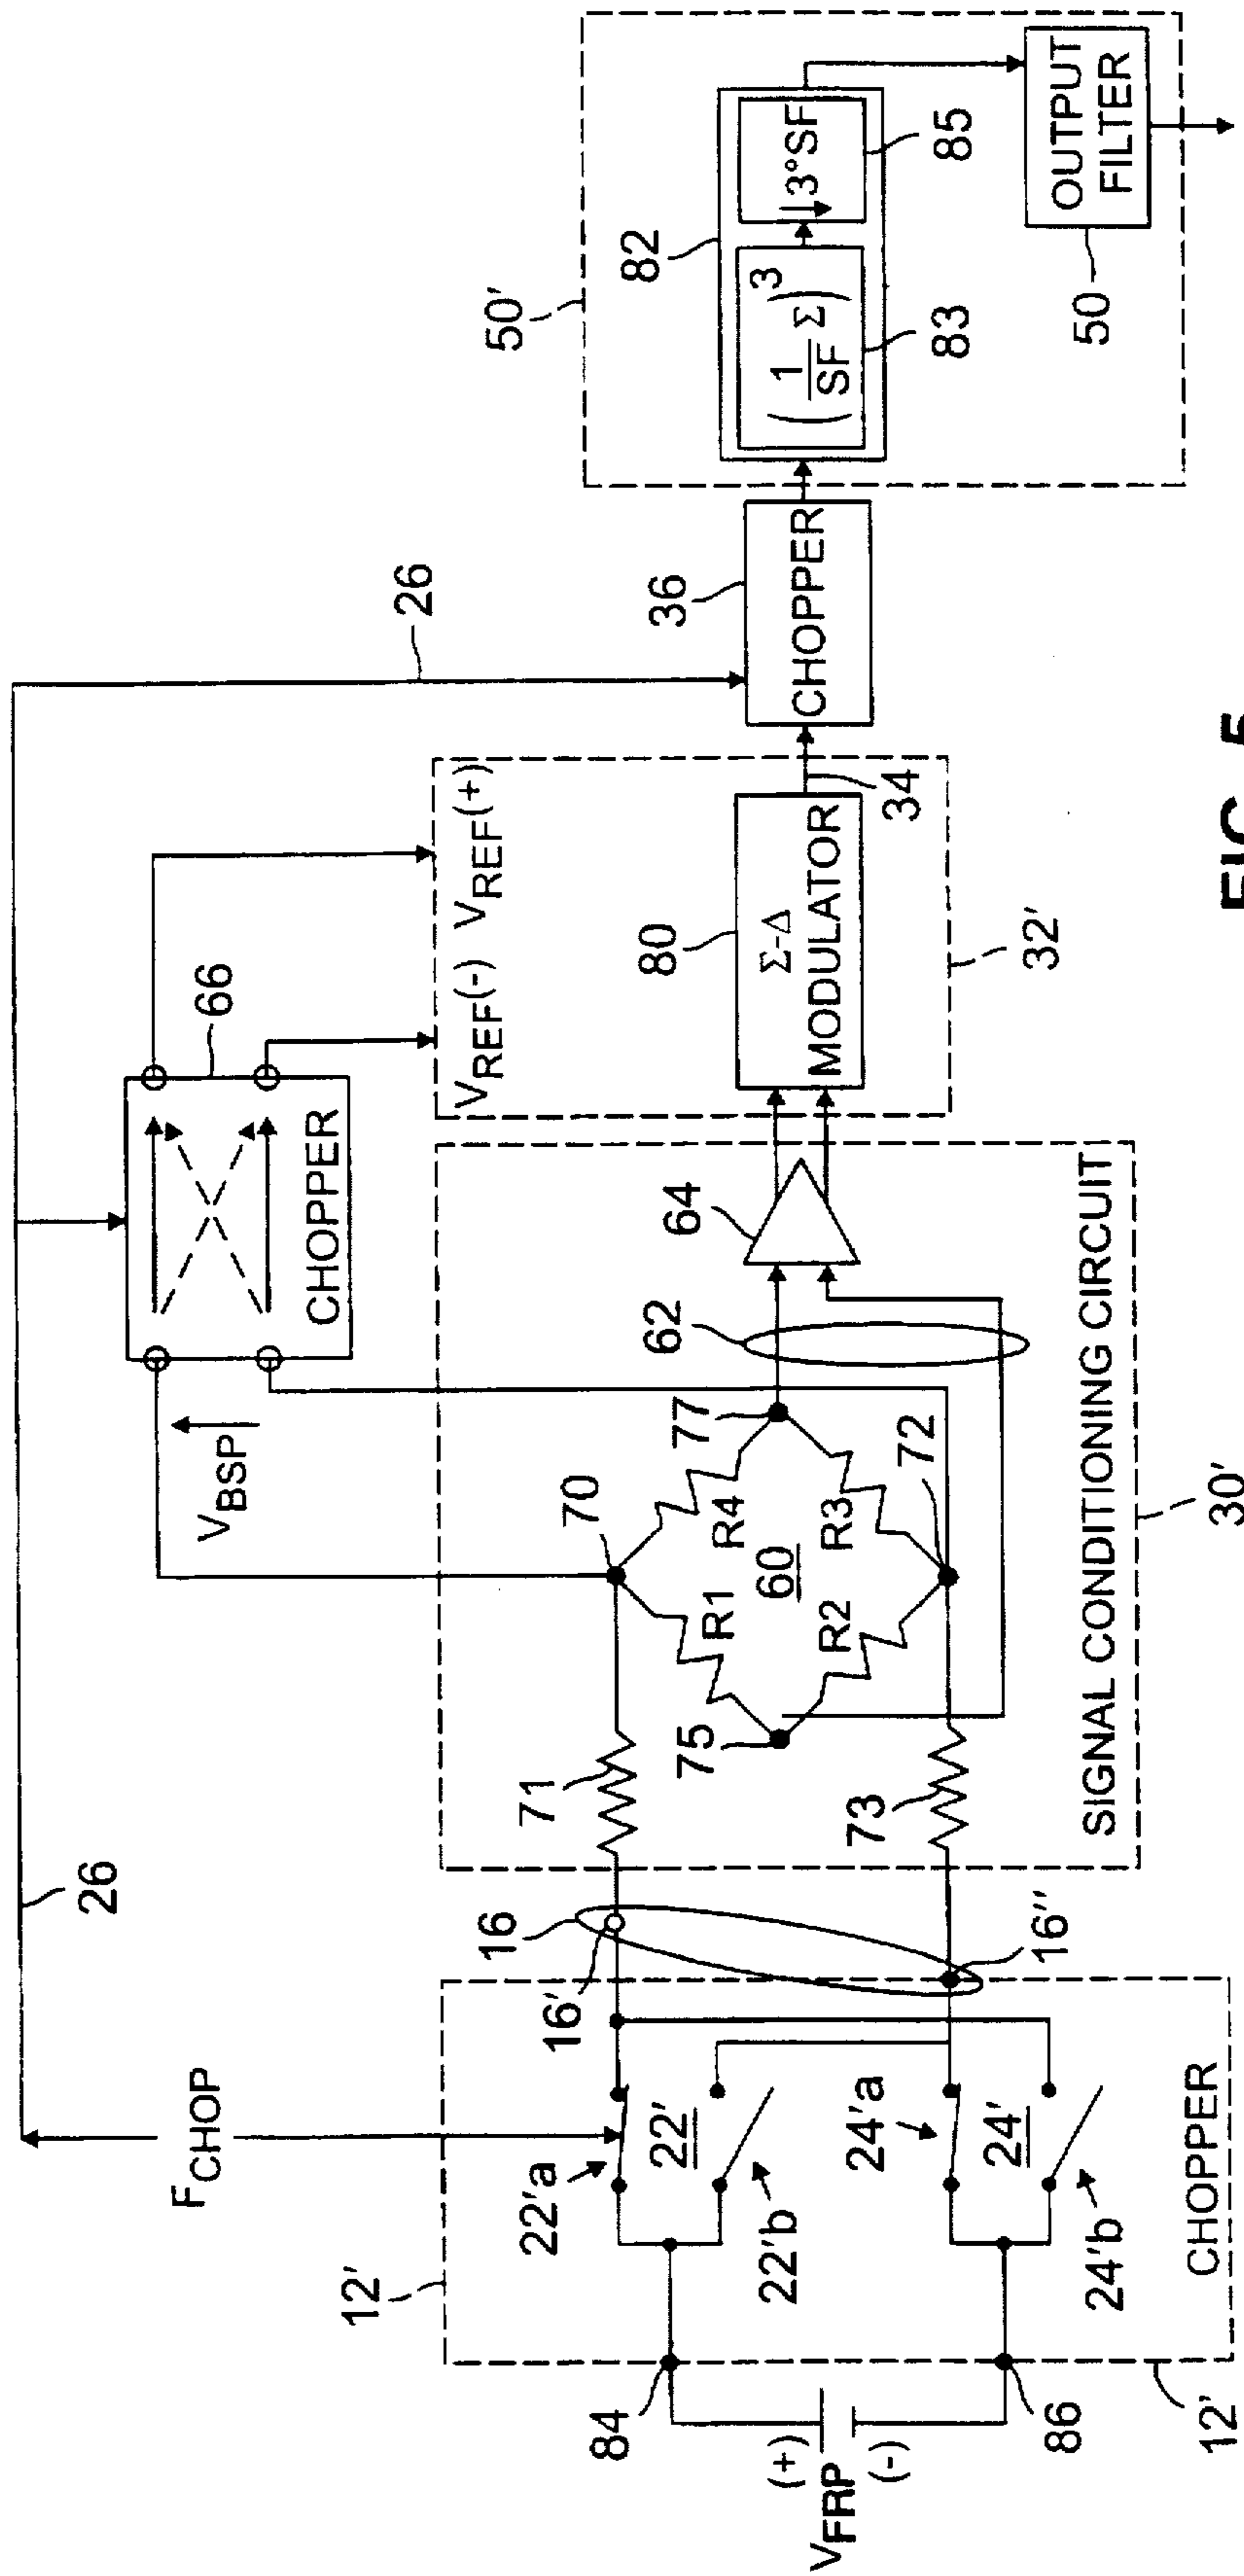 F_CHOP
26
26
V_BSP
66
CHOPPER
V_REF(-) V_REF(+)
50'
12'
16
16'
71
70
77
62
64
80
Σ-Δ
MODULATOR
34
36
CHOPPER
82
(1/SF Σ)^3
83
↓3°SF
85
84
22'a
22'
22'b
R1
R4
60
R2
R3
75
72
73
V_FRP
(+)
(-)
86
24'a
24'
24'b
16''
CHOPPER
12'
SIGNAL CONDITIONING CIRCUIT
30'
32'
50
OUTPUT
FILTER
FIG. 5